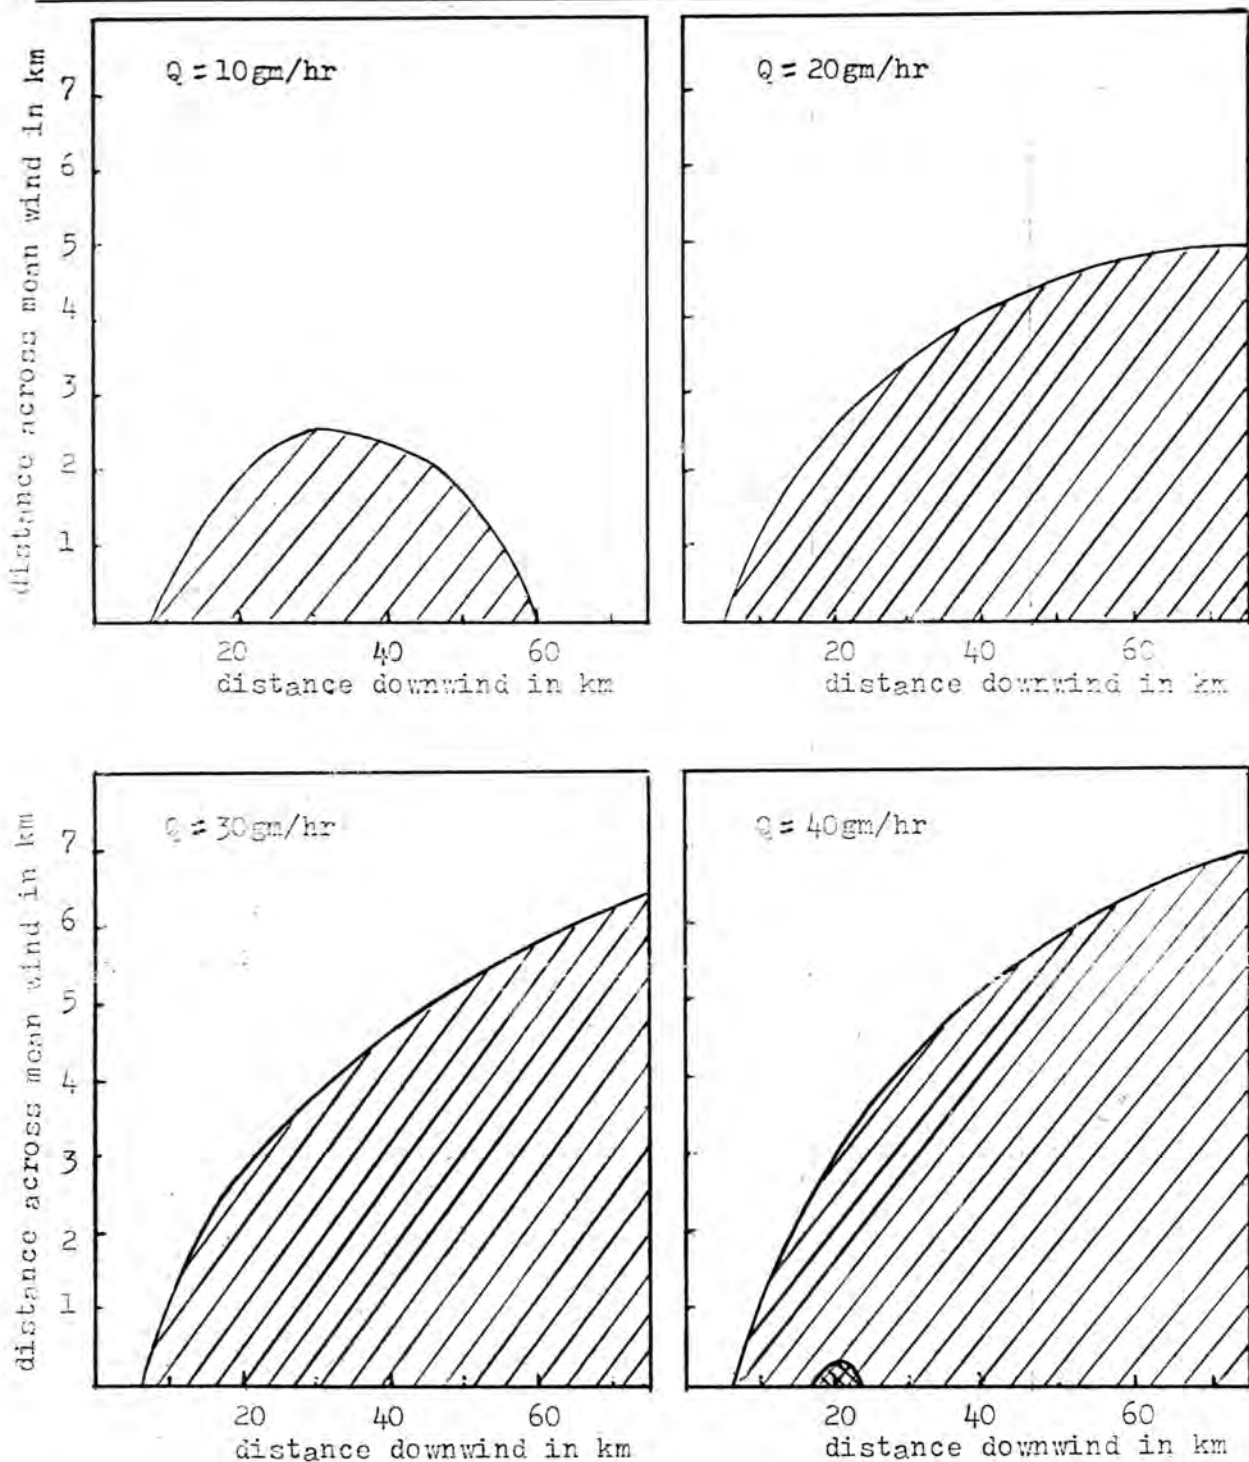 Q = 10gm/hr
distance across mean wind in km
7
6
5
4
3
2
1
20 40 60
distance downwind in km
Q = 20gm/hr
20 40 60
distance downwind in km
Q = 30gm/hr
distance across mean wind in km
7
6
5
4
3
2
1
20 40 60
distance downwind in km
Q = 40gm/hr
20 40 60
distance downwind in km